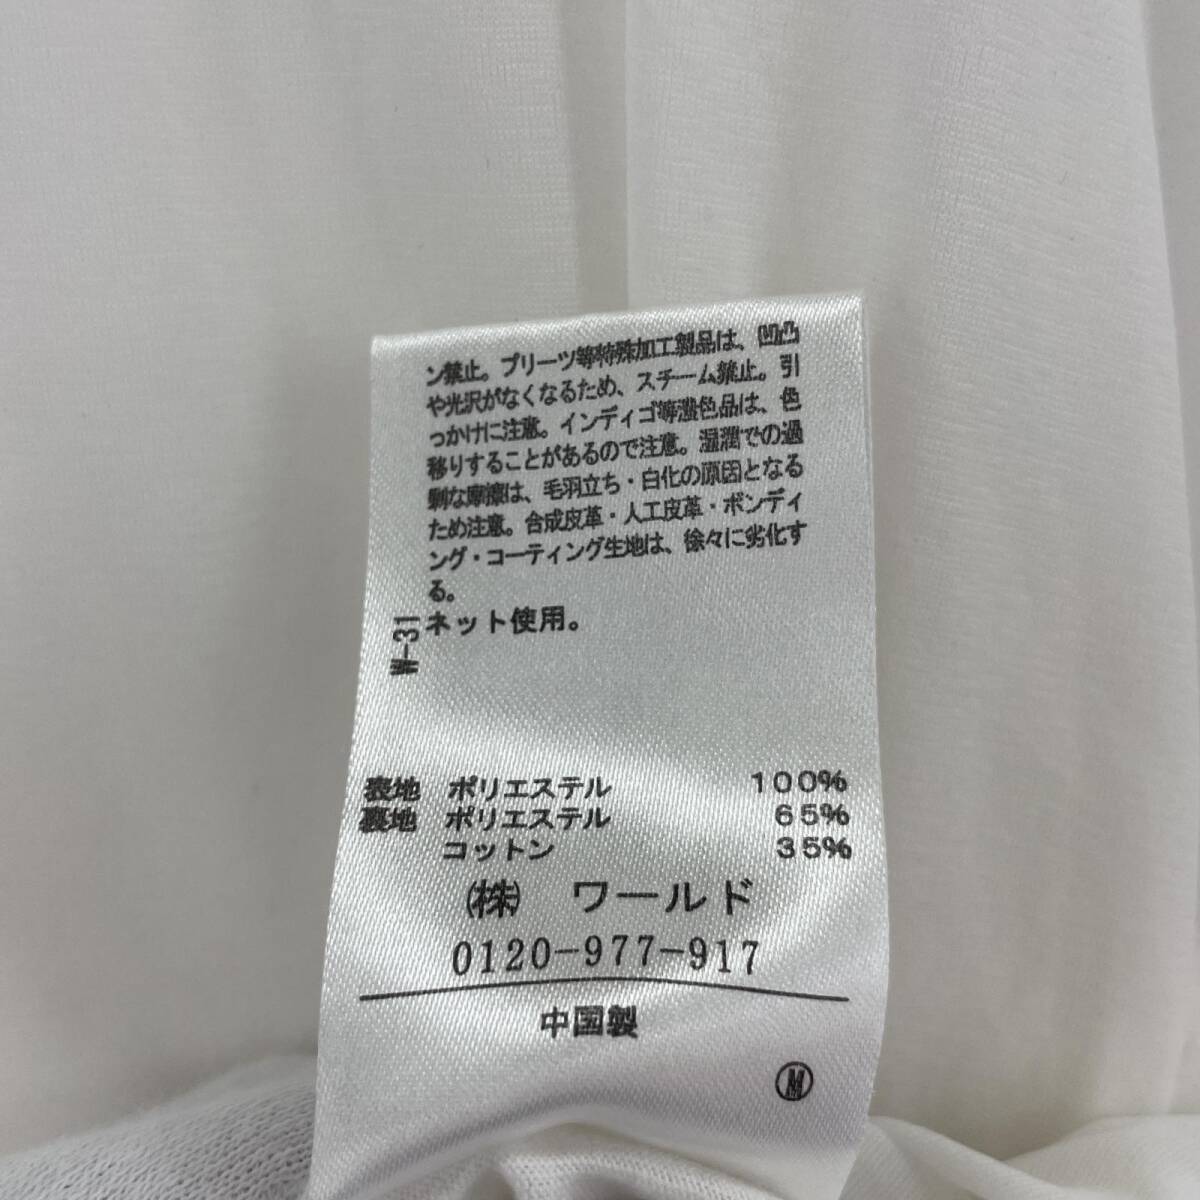 ン禁止。プリーツ等特殊加工製品は、凹凸
や光沢がなくなるため、スチーム禁止。引
っかけに注意。インディゴ等濃色品は、色
移りすることがあるので注意。湿潤での過
剰な摩擦は、毛羽立ち・白化の原因となる
ため注意。合成皮革・人工皮革・ボンディ
ング・コーティング生地は、徐々に劣化す
る。
ネット使用。
W-31
表地 ポリエステル 100%
裏地 ポリエステル 65%
コットン 35%
㈱ ワールド
0120-977-917
中国製
Ⓜ